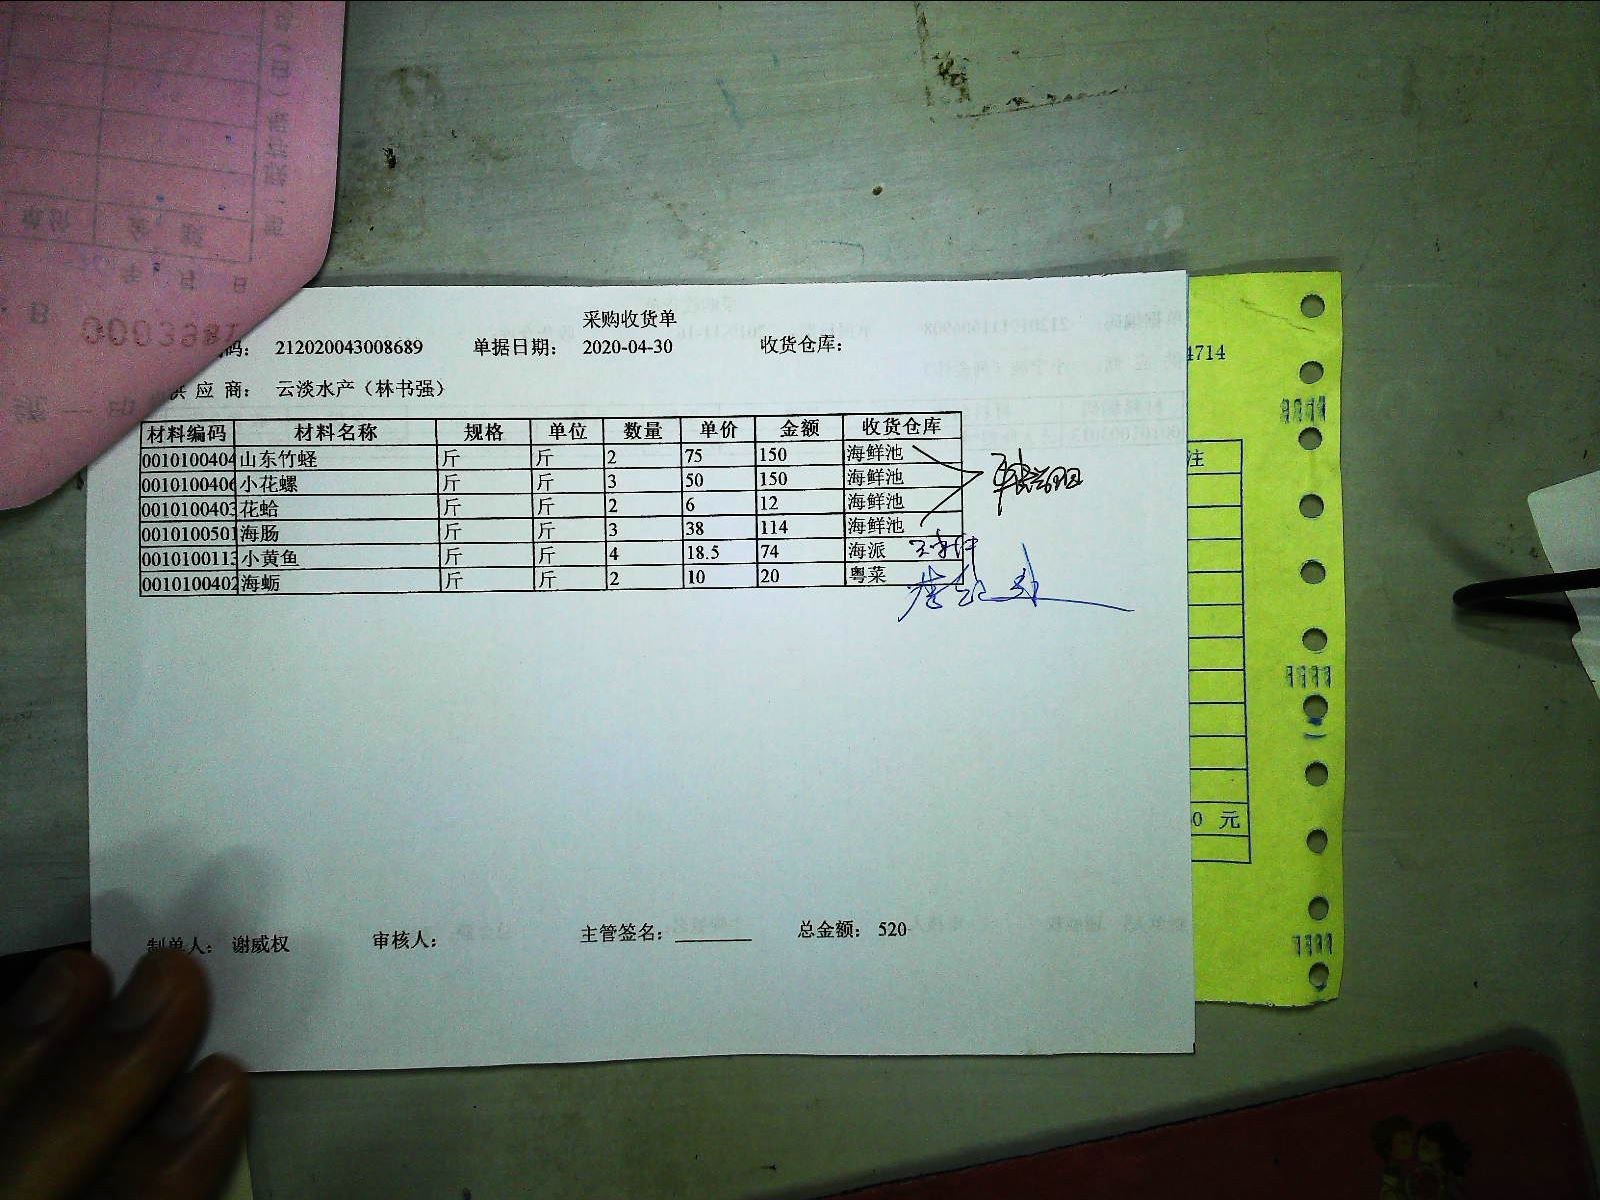 采购收货单
码: 212020043008689 单据日期: 2020-04-30 收货仓库:
供应商: 云淡水产（林书强）
材料编码 材料名称 规格 单位 数量 单价 金额 收货仓库
0010100404 山东竹蛏 斤 斤 2 75 150 海鲜池
0010100406 小花螺 斤 斤 3 50 150 海鲜池
0010100403 花蛤 斤 斤 2 6 12 海鲜池
0010100501 海肠 斤 斤 3 38 114 海鲜池
0010100113 小黄鱼 斤 斤 4 18.5 74 海派
0010100402 海蛎 斤 斤 2 10 20 粤菜
制单人: 谢威权 审核人: 主管签名: 总金额: 520
4714
注
0 元